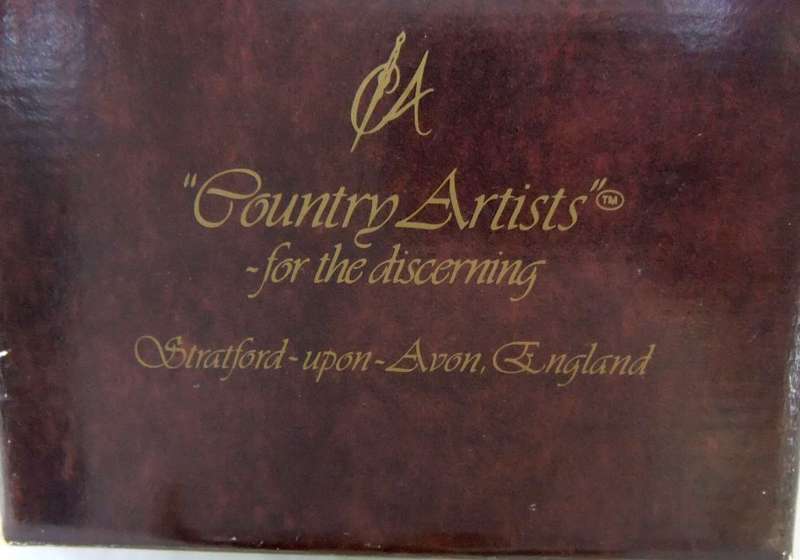 CA
"Country Artists"™
-for the discerning
Stratford-upon-Avon, England